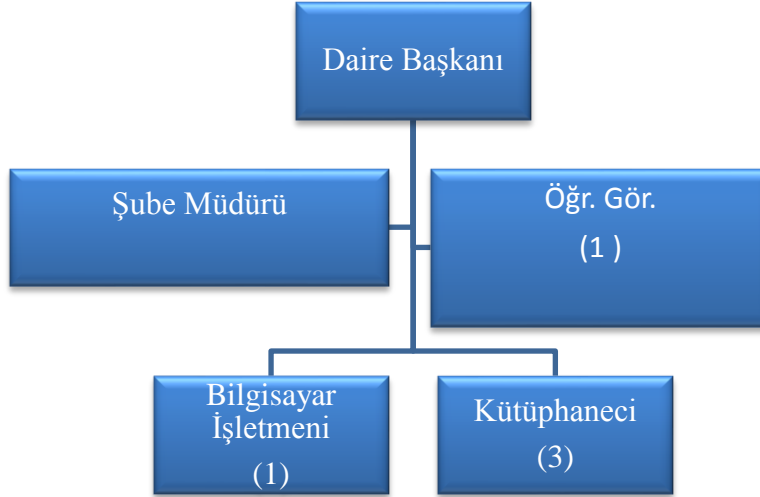 Daire Başkanı
Şube Müdürü
Öğr. Gör.
(1 )
Bilgisayar
İşletmeni
(1)
Kütüphaneci
(3)